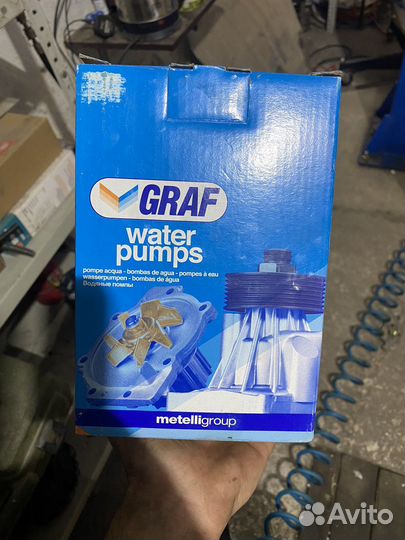 GRAF
water
pumps
pompe acqua - bombas de agua - pompes à eau
wasserpumpen - bombas de água
Водяные помпы
metelligroup
Avito